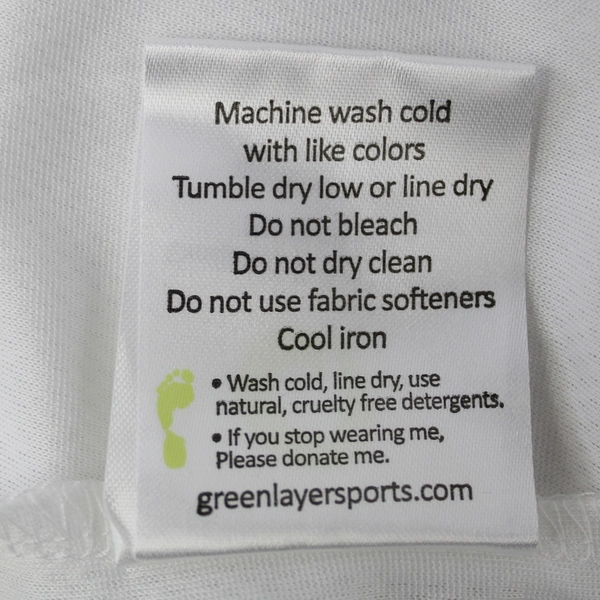 Machine wash cold
with like colors
Tumble dry low or line dry
Do not bleach
Do not dry clean
Do not use fabric softeners
Cool iron
• Wash cold, line dry, use
natural, cruelty free detergents.
• If you stop wearing me,
Please donate me.
greenlayersports.com